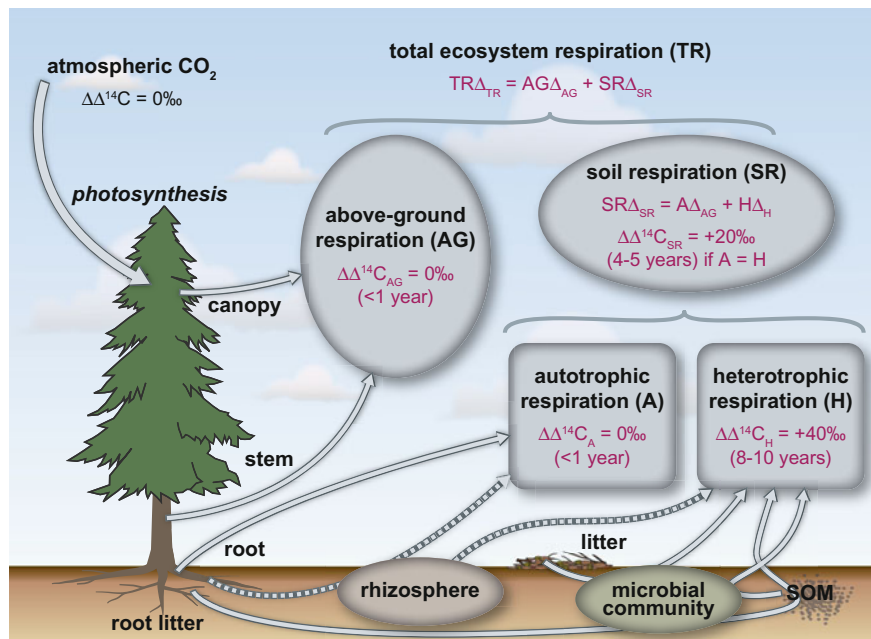 total ecosystem respiration (TR)
TRΔ_TR = AGΔ_AG + SRΔ_SR
atmospheric CO₂
ΔΔ¹⁴C = 0‰
photosynthesis
above-ground
respiration (AG)
ΔΔ¹⁴C_AG = 0‰
(<1 year)
soil respiration (SR)
SRΔ_SR = AΔ_AG + HΔ_H
ΔΔ¹⁴C_SR = +20‰
(4-5 years) if A = H
canopy
autotrophic
respiration (A)
ΔΔ¹⁴C_A = 0‰
(<1 year)
heterotrophic
respiration (H)
ΔΔ¹⁴C_H = +40‰
(8-10 years)
stem
root
litter
rhizosphere
microbial
community
SOM
root litter